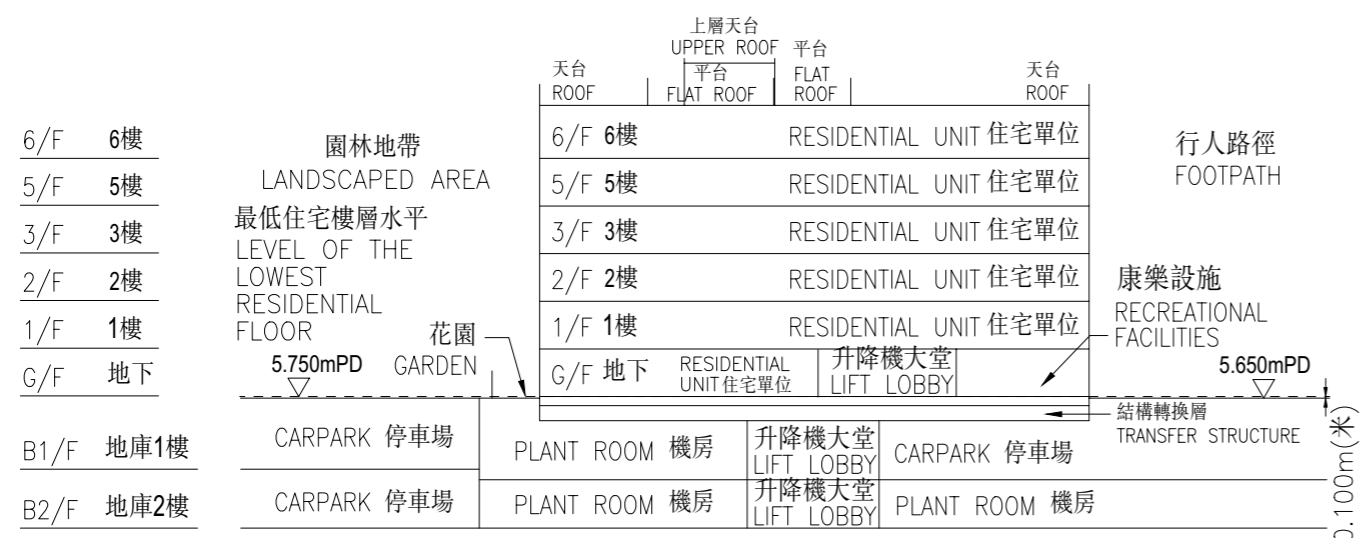 上層天台
UPPER ROOF
平台
FLAT
ROOF
天台
ROOF
平台
FLAT ROOF
天台
ROOF
6/F 6樓
5/F 5樓
3/F 3樓
2/F 2樓
1/F 1樓
G/F 地下
B1/F 地庫1樓
B2/F 地庫2樓
園林地帶
LANDSCAPED AREA
最低住宅樓層水平
LEVEL OF THE
LOWEST
RESIDENTIAL
FLOOR
花園
GARDEN
5.750mPD
6/F 6樓 RESIDENTIAL UNIT 住宅單位
5/F 5樓 RESIDENTIAL UNIT 住宅單位
3/F 3樓 RESIDENTIAL UNIT 住宅單位
2/F 2樓 RESIDENTIAL UNIT 住宅單位
1/F 1樓 RESIDENTIAL UNIT 住宅單位
G/F 地下
RESIDENTIAL
UNIT住宅單位
升降機大堂
LIFT LOBBY
行人路徑
FOOTPATH
康樂設施
RECREATIONAL
FACILITIES
5.650mPD
結構轉換層
TRANSFER STRUCTURE
0.100m(米)
CARPARK 停車場
PLANT ROOM 機房
升降機大堂
LIFT LOBBY
CARPARK 停車場
CARPARK 停車場
PLANT ROOM 機房
升降機大堂
LIFT LOBBY
PLANT ROOM 機房